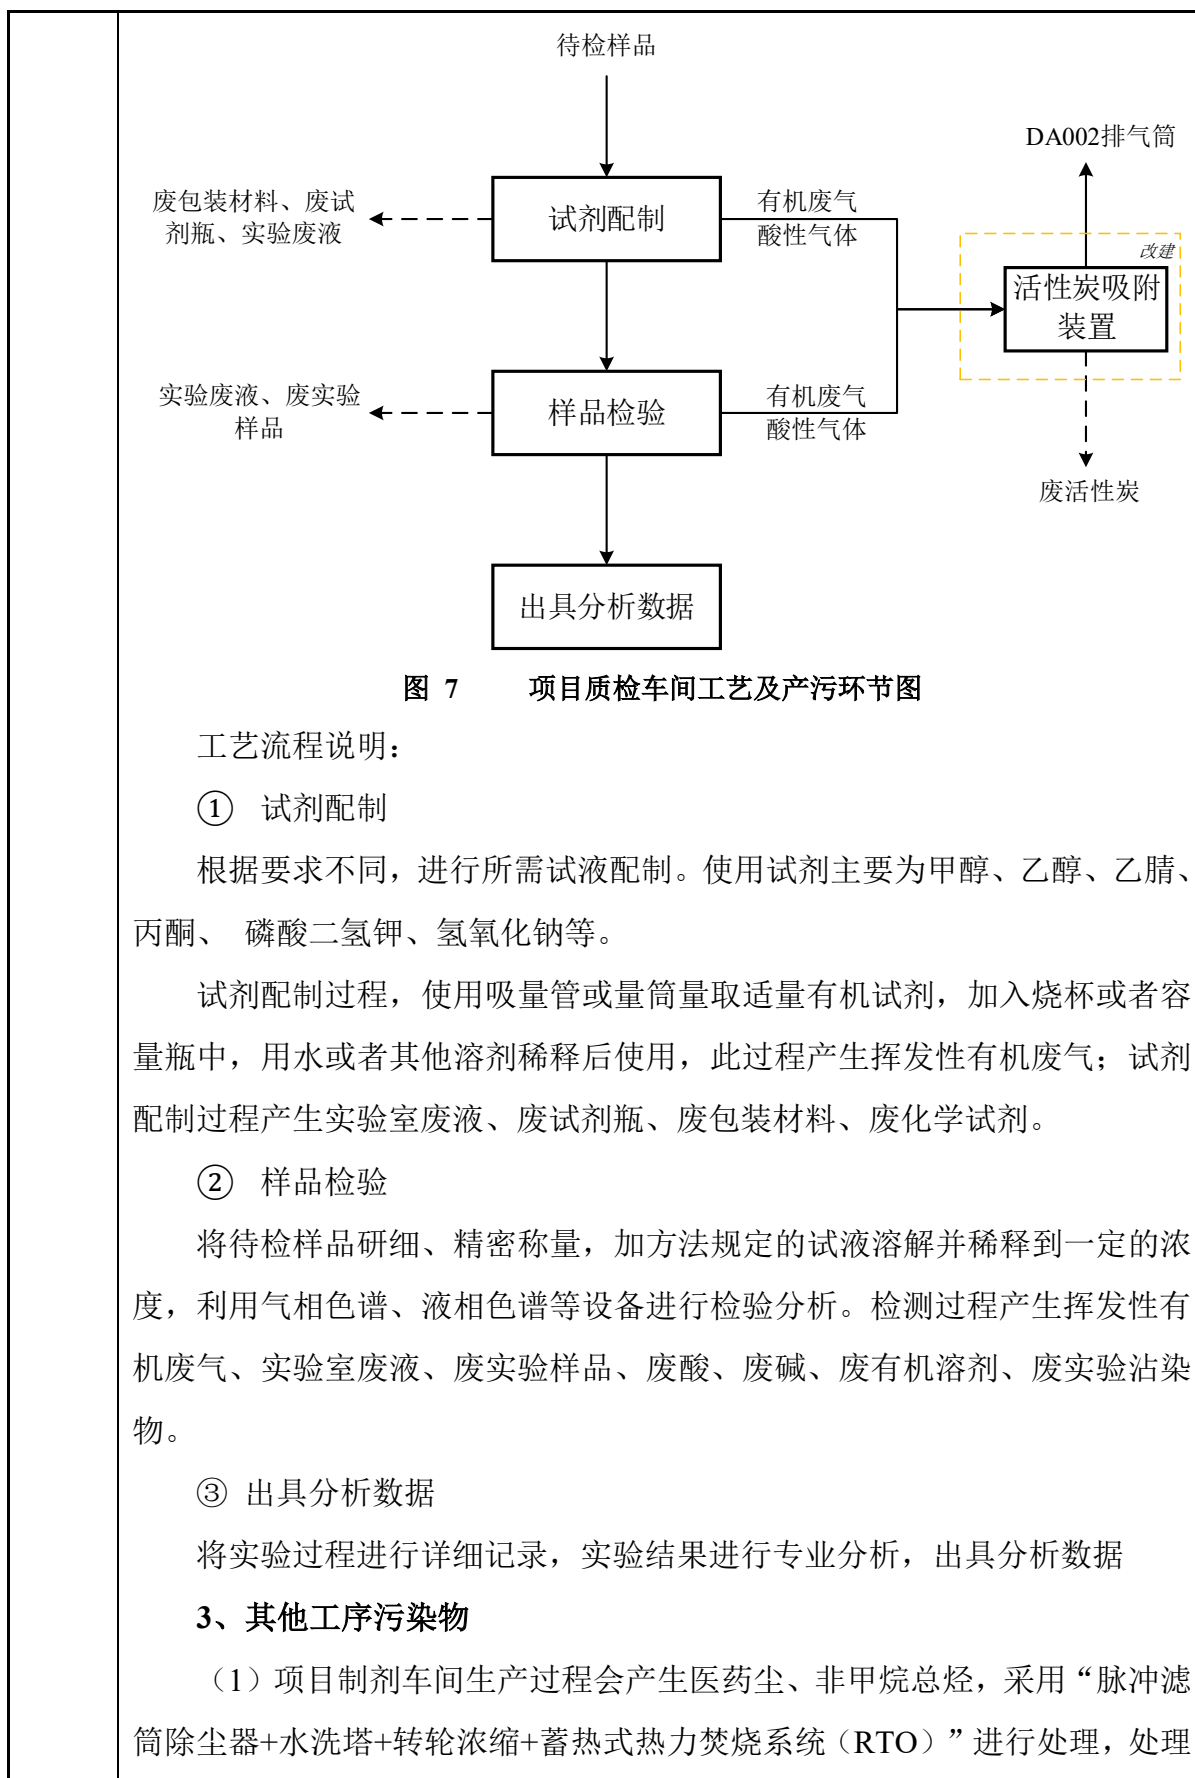 待检样品
DA002排气筒
废包装材料、废试
剂瓶、实验废液
试剂配制
有机废气
酸性气体
改建
活性炭吸附
装置
实验废液、废实验
样品
样品检验
有机废气
酸性气体
废活性炭
出具分析数据
图 7 项目质检车间工艺及产污环节图
工艺流程说明：
① 试剂配制
根据要求不同，进行所需试液配制。使用试剂主要为甲醇、乙醇、乙腈、
丙酮、 磷酸二氢钾、氢氧化钠等。
试剂配制过程，使用吸量管或量筒量取适量有机试剂，加入烧杯或者容
量瓶中，用水或者其他溶剂稀释后使用，此过程产生挥发性有机废气；试剂
配制过程产生实验室废液、废试剂瓶、废包装材料、废化学试剂。
② 样品检验
将待检样品研细、精密称量，加方法规定的试液溶解并稀释到一定的浓
度，利用气相色谱、液相色谱等设备进行检验分析。检测过程产生挥发性有
机废气、实验室废液、废实验样品、废酸、废碱、废有机溶剂、废实验沾染
物。
③ 出具分析数据
将实验过程进行详细记录，实验结果进行专业分析，出具分析数据
3、其他工序污染物
（1）项目制剂车间生产过程会产生医药尘、非甲烷总烃，采用“脉冲滤
筒除尘器+水洗塔+转轮浓缩+蓄热式热力焚烧系统（RTO）”进行处理，处理